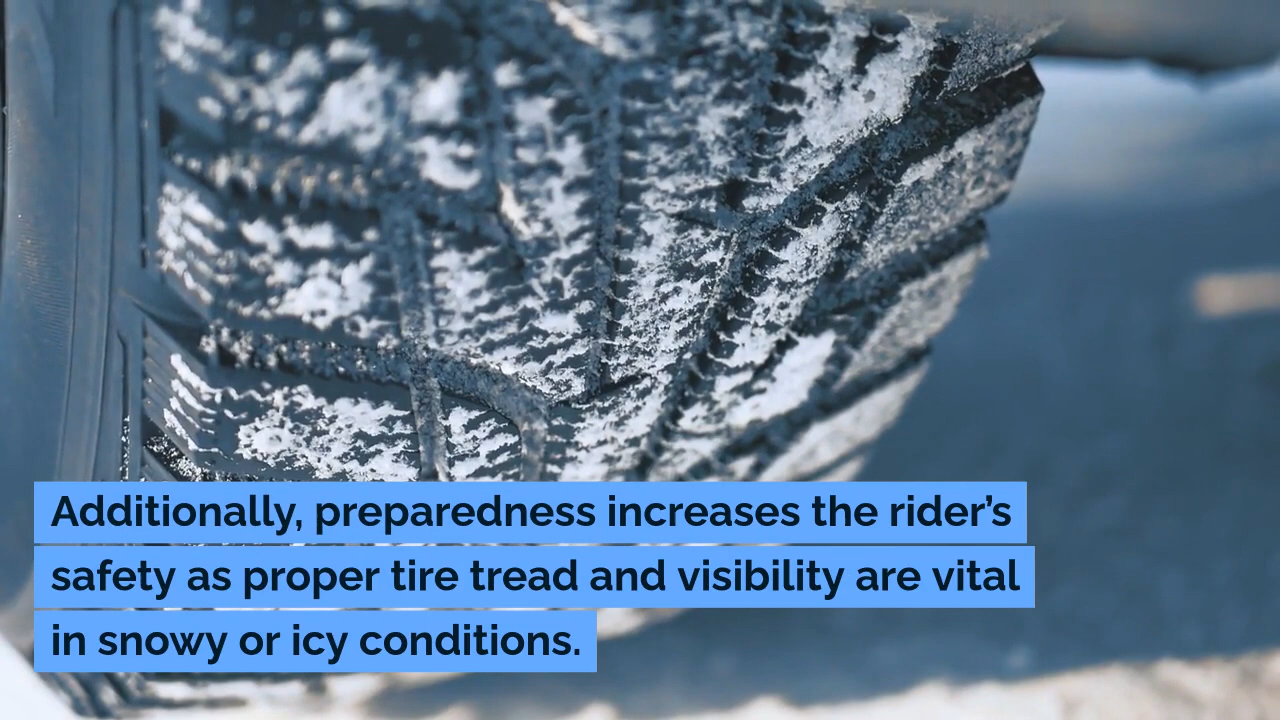 Additionally, preparedness increases the rider’s
safety as proper tire tread and visibility are vital
in snowy or icy conditions.